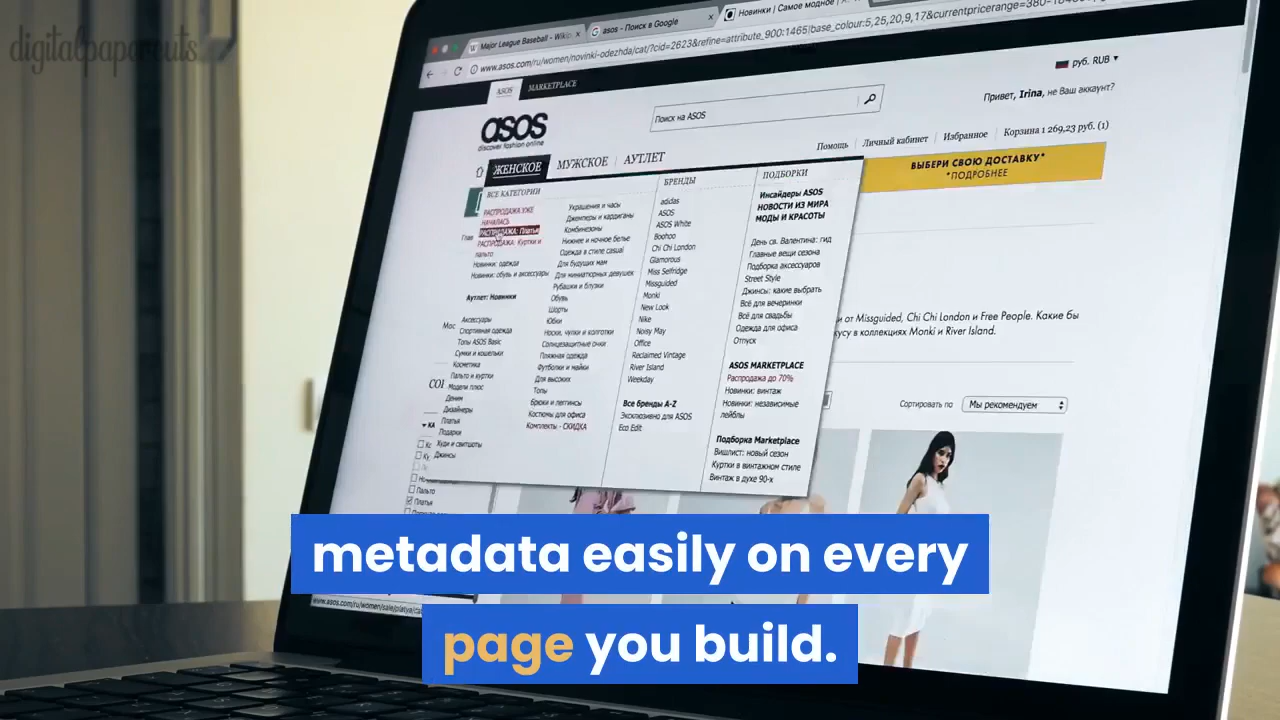 digitalpapercuts
Major League Baseball - Wikip
asos - Поиск в Google
Новинки | Самое модное
www.asos.com/ru/women/novinki-odezhda/cat/?cid=2623&refine=attribute_900:1465|base_colour:5,25,20,9,17&currentpricerange=380-
ASOS MARKETPLACE
руб. RUB
asos
discover fashion online
Поиск на ASOS
Привет, Irina, не Ваш аккаунт?
Помощь Личный кабинет Избранное Корзина 1 269,23 руб. (1)
ЖЕНСКОЕ МУЖСКОЕ АУТЛЕТ
ВЫБЕРИ СВОЮ ДОСТАВКУ*
*ПОДРОБНЕЕ
ВСЕ КАТЕГОРИИ
РАСПРОДАЖА УЖЕ
НАЧАЛАСЬ
РАСПРОДАЖА: Платья
РАСПРОДАЖА: Куртки и
пальто
Новинки: одежда
Новинки: обувь и аксессуары
Аутлет: Новинки
Аксессуары
Спортивная одежда
Топы ASOS Basic
Сумки и кошельки
Косметика
Пальто и куртки
Модели плюс
Деним
Дизайнеры
Платья
Подарки
Худи и свитшоты
Джинсы
Украшения и часы
Джемперы и кардиганы
Комбинезоны
Нижнее и ночное белье
Одежда в стиле casual
Для будущих мам
Для миниатюрных девушек
Рубашки и блузки
Обувь
Шорты
Юбки
Носки, чулки и колготки
Солнцезащитные очки
Пляжная одежда
Футболки и майки
Для высоких
Топы
Брюки и леггинсы
Костюмы для офиса
Комплекты - СКИДКА
БРЕНДЫ
adidas
ASOS
ASOS White
Boohoo
Chi Chi London
Glamorous
Miss Selfridge
Missguided
Monki
New Look
Nike
Noisy May
Office
Reclaimed Vintage
River Island
Weekday
Все бренды A-Z
Эксклюзивно для ASOS
Eco Edit
ПОДБОРКИ
Инсайдеры ASOS
НОВОСТИ ИЗ МИРА
МОДЫ И КРАСОТЫ
День св. Валентина: гид
Главные вещи сезона
Подборка аксессуаров
Street Style
Джинсы: какие выбрать
Всё для вечеринки
Всё для свадьбы
Одежда для офиса
Отпуск
ASOS MARKETPLACE
Распродажа до 70%
Новинки: винтаж
Новинки: независимые
лейблы
Подборка Marketplace
Вишлист: новый сезон
Куртки в винтажном стиле
Винтаж в духе 90-х
и от Missguided, Chi Chi London и Free People. Какие бы
кусу в коллекциях Monki и River Island.
Сортировать по Мы рекомендуем
Пальто
Платья
metadata easily on every
page you build.